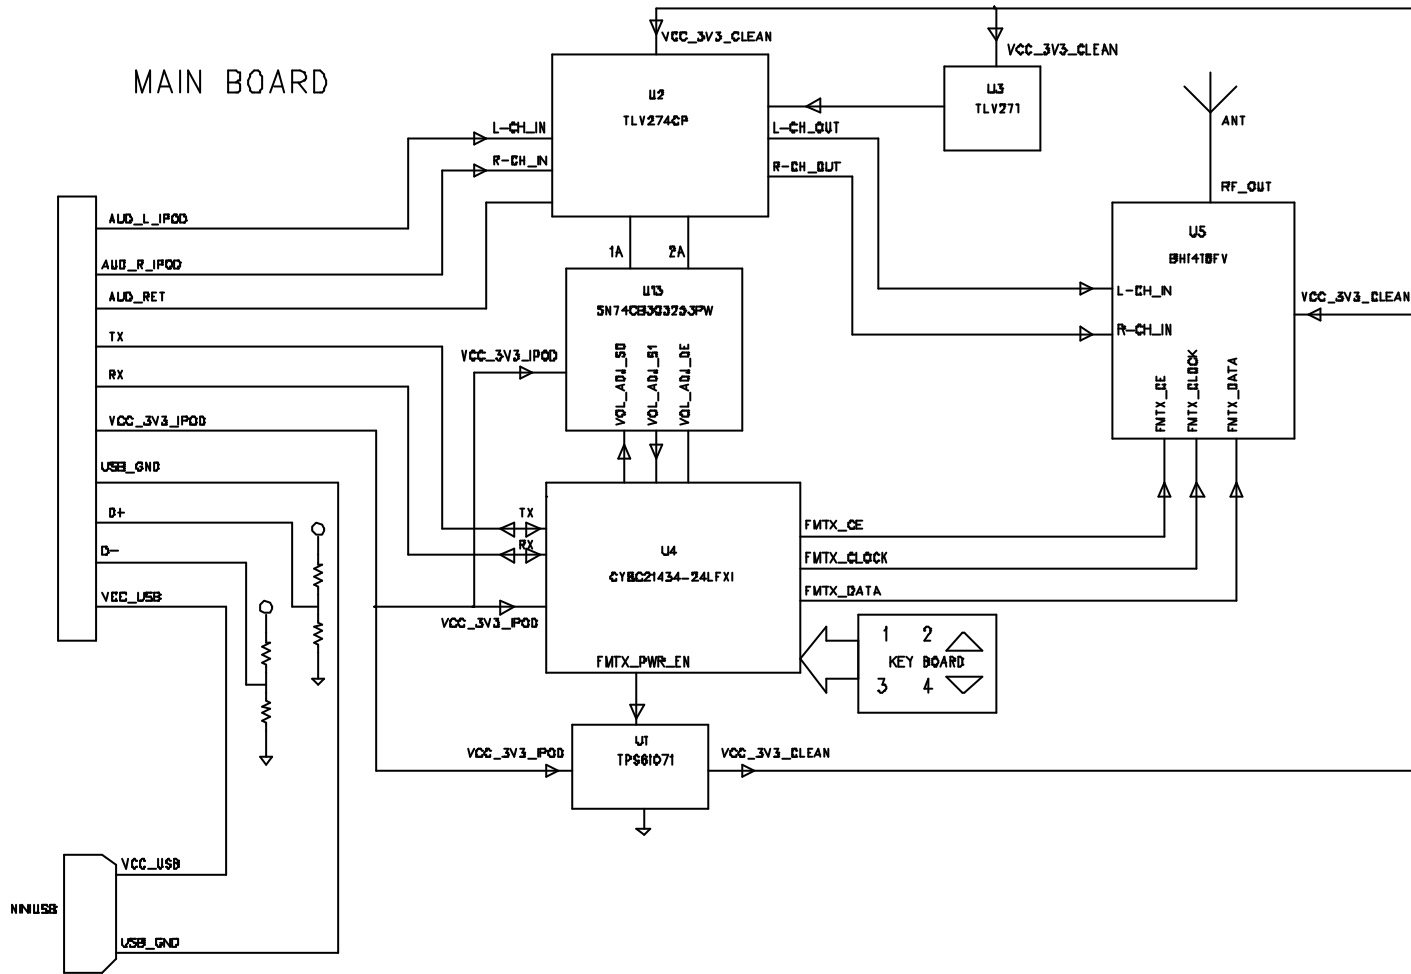 VCC_3V3_CLEAN
VCC_3V3_CLEAN
MAIN BOARD
U2
TLV274CP
U3
TLV271
ANT
L-CH_IN
L-CH_OUT
R-CH_IN
R-CH_OUT
RF_OUT
AUD_L_IPOD
U5
BH1418FV
1A
2A
AUD_R_IPOD
U13
SN74CB3Q3253PW
L-CH_IN
VCC_3V3_CLEAN
AUD_RET
R-CH_IN
TX
VCC_3V3_IPOD
VOL_ADJ_S0
VOL_ADJ_S1
VOL_ADJ_OE
FMTX_CE
FMTX_CLOCK
FMTX_DATA
RX
VCC_3V3_IPOD
USB_GND
D+
TX
FMTX_CE
D-
RX
U4
FMTX_CLOCK
CY8C21434-24LFXI
VCC_USB
FMTX_DATA
VCC_3V3_IPOD
1 2
KEY BOARD
3 4
FMTX_PWR_EN
U1
VCC_3V3_IPOD
TPS61071
VCC_3V3_CLEAN
VCC_USB
MINIUSB
USB_GND